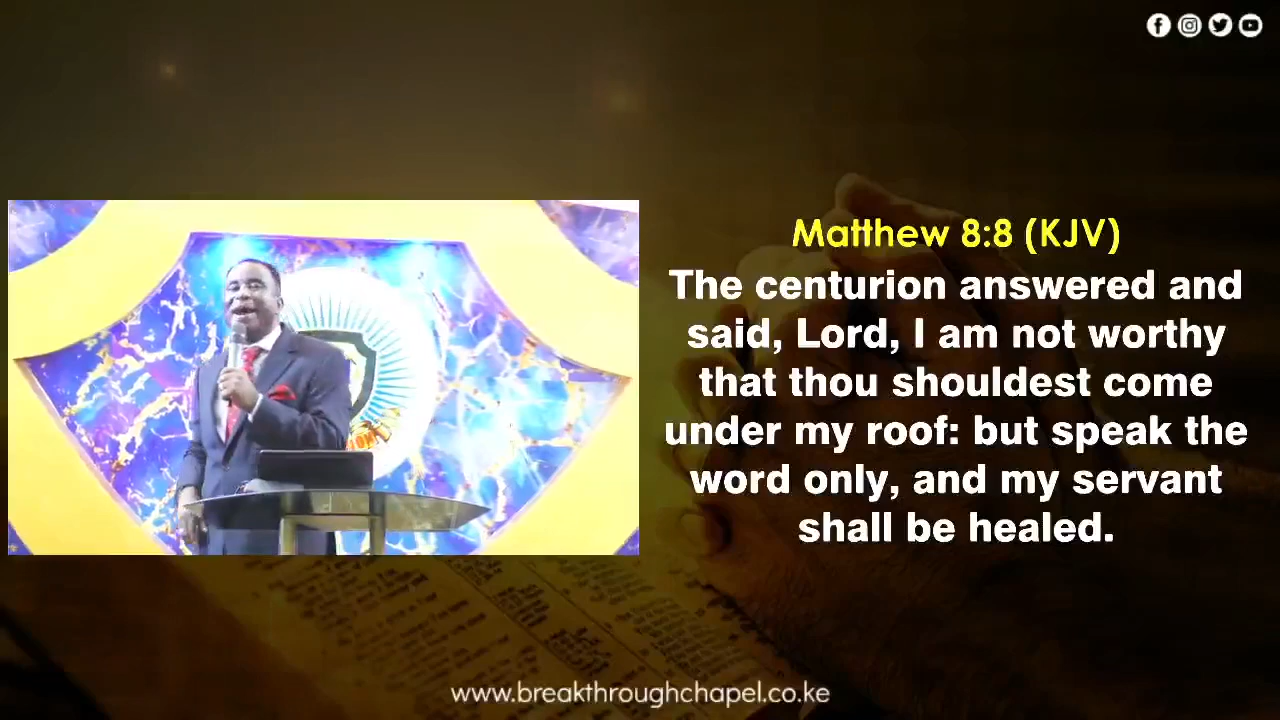 Matthew 8:8 (KJV)
The centurion answered and
said, Lord, I am not worthy
that thou shouldest come
under my roof: but speak the
word only, and my servant
shall be healed.
www.breakthroughchapel.co.ke